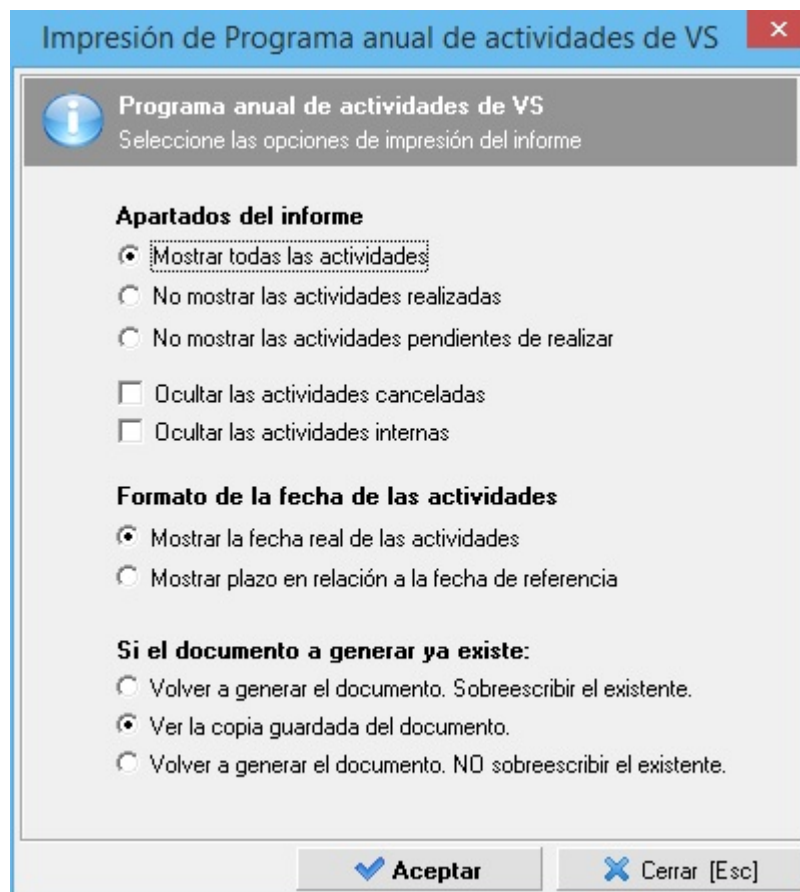 Impresión de Programa anual de actividades de VS
Programa anual de actividades de VS
Seleccione las opciones de impresión del informe
Apartados del informe
Mostrar todas las actividades
No mostrar las actividades realizadas
No mostrar las actividades pendientes de realizar
Ocultar las actividades canceladas
Ocultar las actividades internas
Formato de la fecha de las actividades
Mostrar la fecha real de las actividades
Mostrar plazo en relación a la fecha de referencia
Si el documento a generar ya existe:
Volver a generar el documento. Sobreescribir el existente.
Ver la copia guardada del documento.
Volver a generar el documento. NO sobreescribir el existente.
Aceptar
Cerrar [Esc]